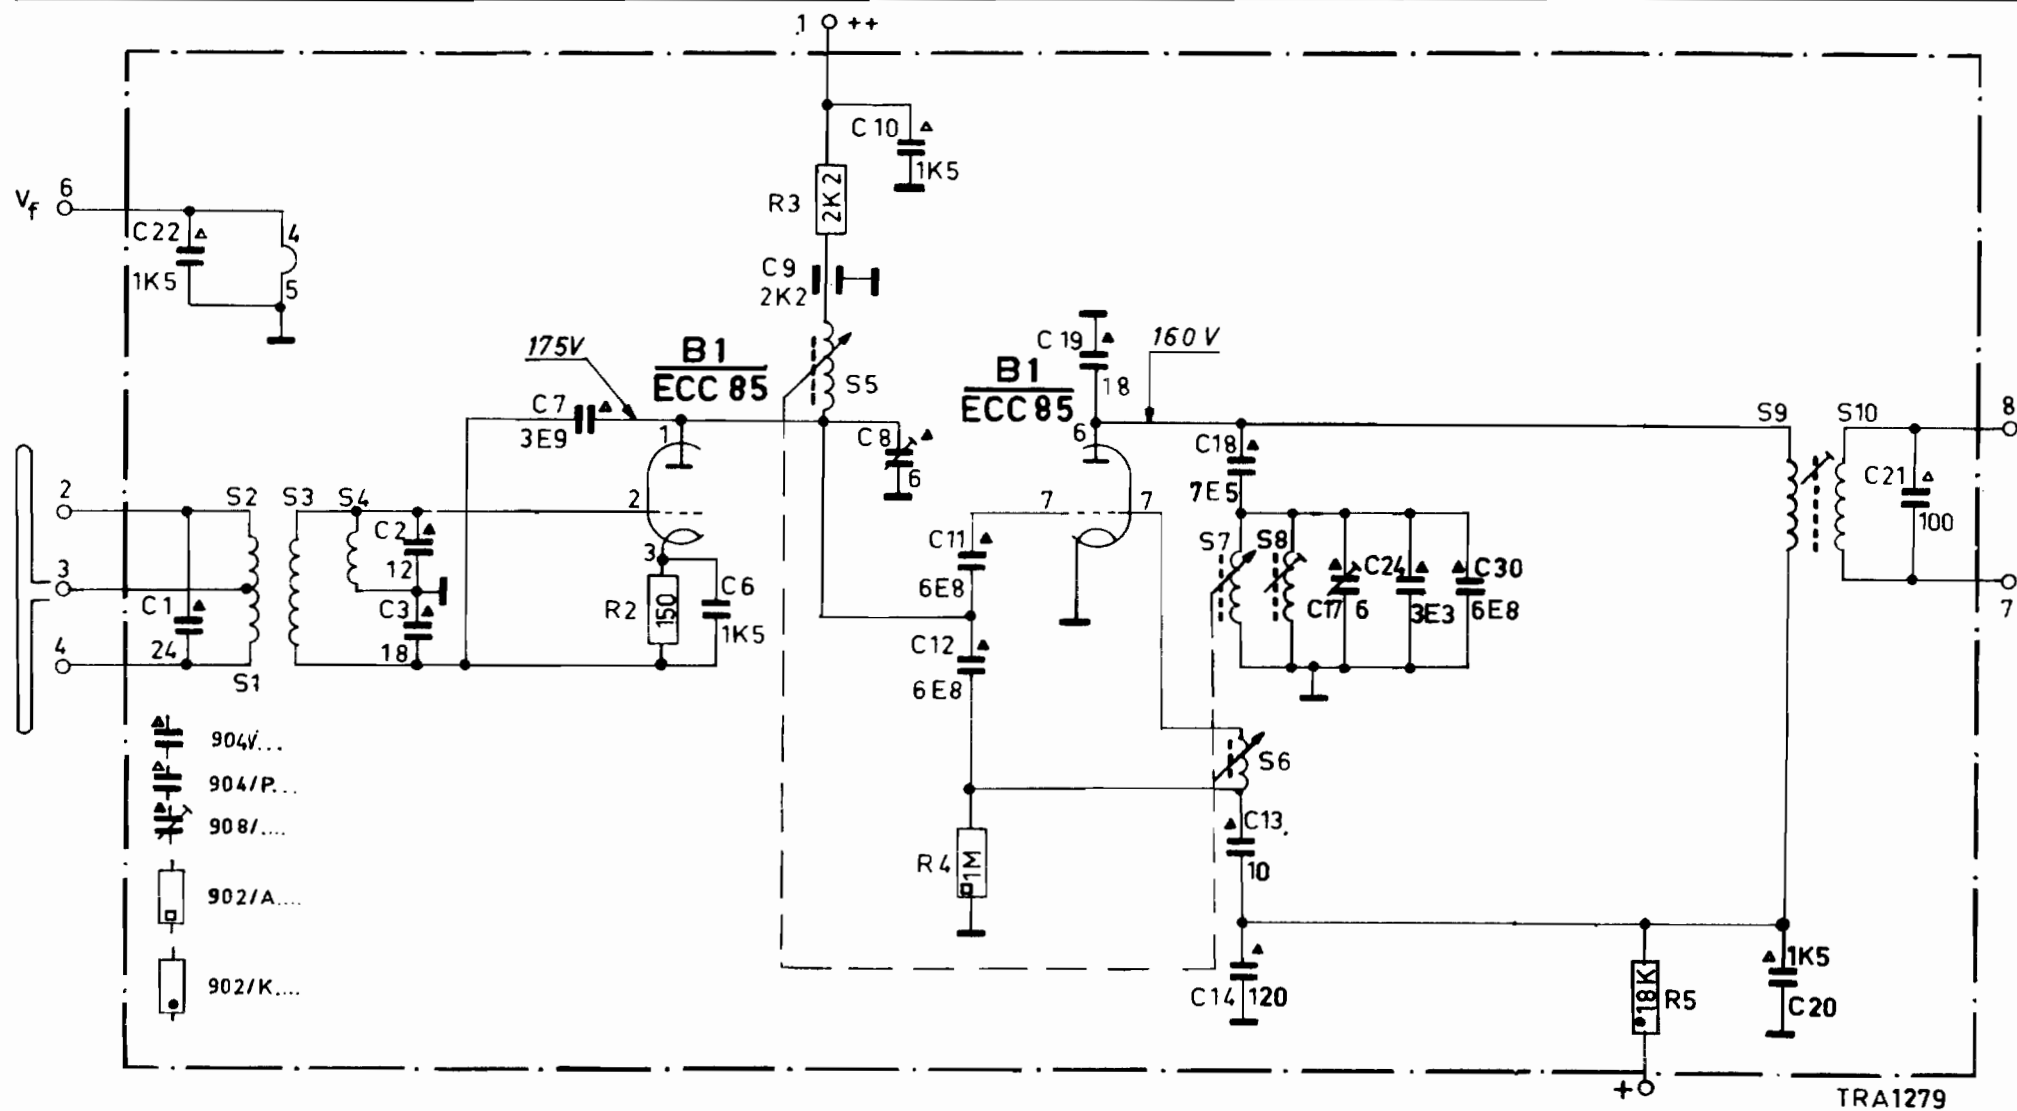 1 ++
C10
1K5
R3
2K2
Vf
6
C22
1K5
4
5
C9
2K2
175V
B1
ECC 85
S5
C19
18
160 V
B1
ECC 85
C7
3E9
1
C8
6
6
C18
7E5
S9
S10
8
C21
100
7
2
3
4
S2
S3
S4
C2
12
C1
24
C3
18
S1
2
3
R2
150
C6
1K5
7
7
C11
6E8
C12
6E8
S7
S8
C17
6
C24
3E3
C30
6E8
S6
C13
10
R4
1M
904V...
904/P...
908/....
902/A....
902/K....
C14
120
18K
R5
1K5
C20
+
TRA1279